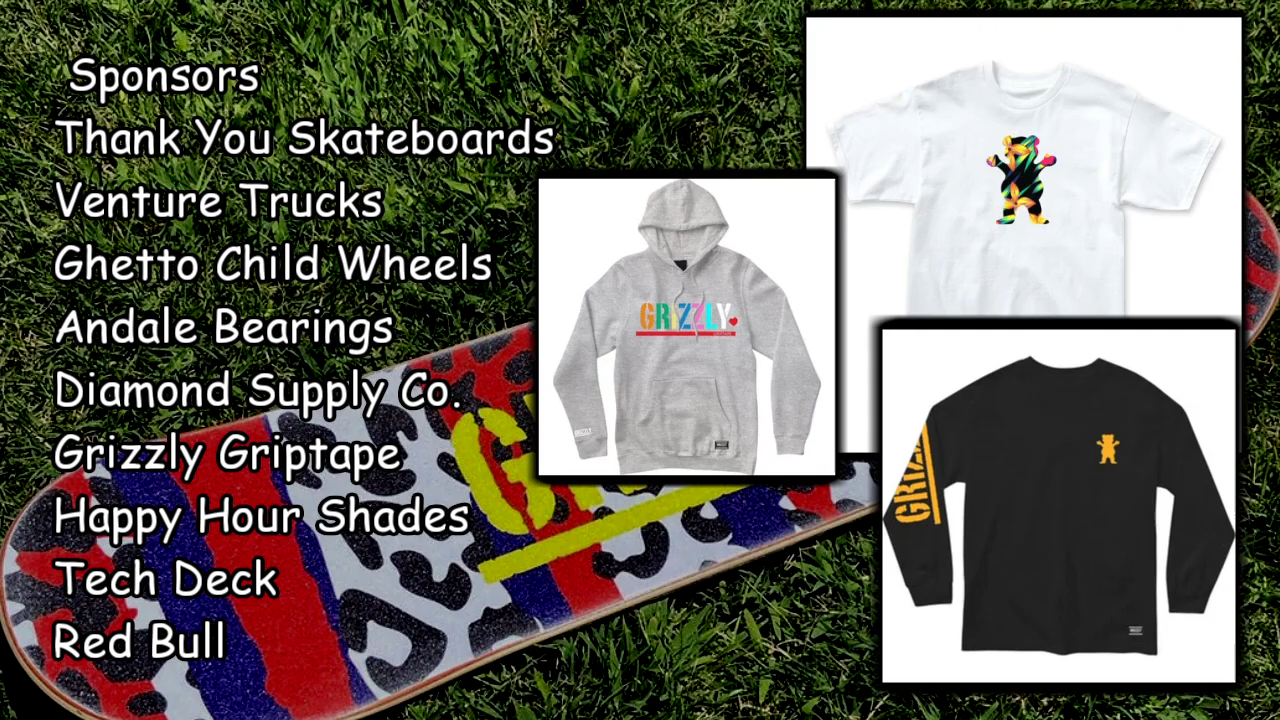 Sponsors
Thank You Skateboards
Venture Trucks
Ghetto Child Wheels
Andale Bearings
Diamond Supply Co.
Grizzly Griptape
Happy Hour Shades
Tech Deck
Red Bull
GRIZZLY
GRIZZ